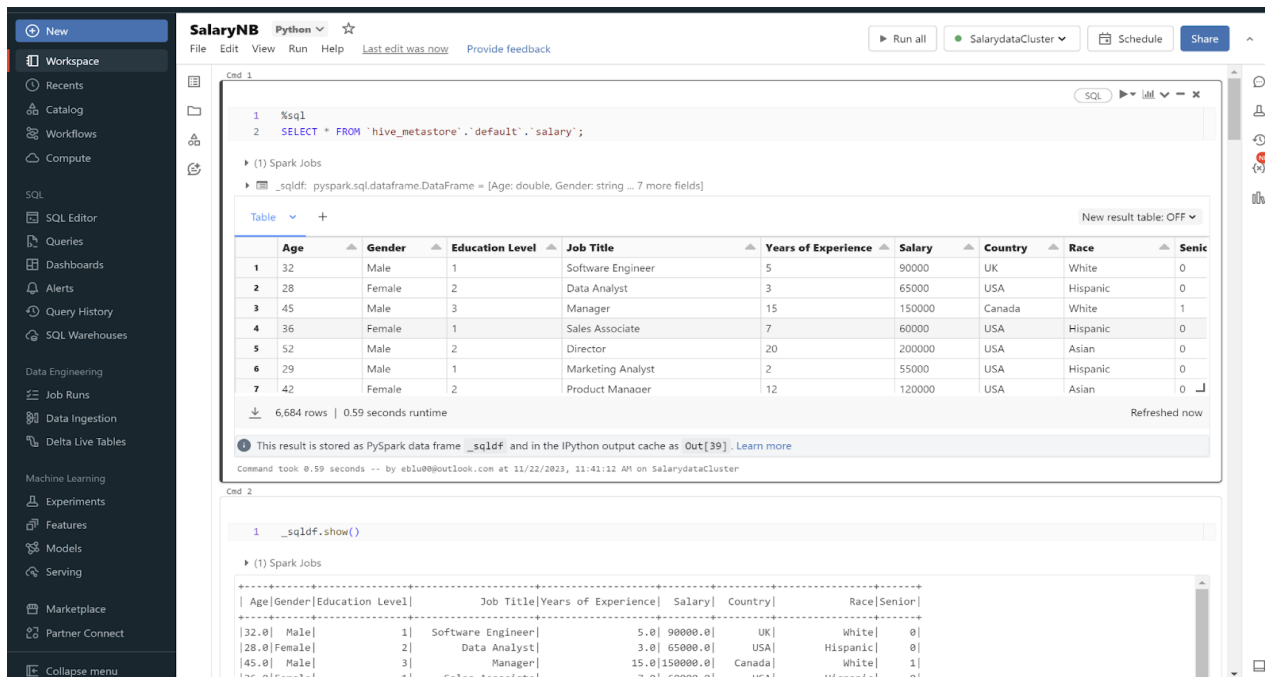 New
Workspace
Recents
Catalog
Workflows
Compute
SQL
SQL Editor
Queries
Dashboards
Alerts
Query History
SQL Warehouses
Data Engineering
Job Runs
Data Ingestion
Delta Live Tables
Machine Learning
Experiments
Features
Models
Serving
Marketplace
Partner Connect
Collapse menu
SalaryNB Python
File Edit View Run Help Last edit was now Provide feedback
Run all SalarydataCluster Schedule Share
Cmd 1
SQL
1 %sql
2 SELECT * FROM `hive_metastore`.`default`.`salary`;
(1) Spark Jobs
_sqldf: pyspark.sql.dataframe.DataFrame = [Age: double, Gender: string ... 7 more fields]
Table + New result table: OFF
Age Gender Education Level Job Title Years of Experience Salary Country Race Senic
1 32 Male 1 Software Engineer 5 90000 UK White 0
2 28 Female 2 Data Analyst 3 65000 USA Hispanic 0
3 45 Male 3 Manager 15 150000 Canada White 1
4 36 Female 1 Sales Associate 7 60000 USA Hispanic 0
5 52 Male 2 Director 20 200000 USA Asian 0
6 29 Male 1 Marketing Analyst 2 55000 USA Hispanic 0
7 42 Female 2 Product Manager 12 120000 USA Asian 0
6,684 rows | 0.59 seconds runtime Refreshed now
This result is stored as PySpark data frame _sqldf and in the IPython output cache as Out[39] . Learn more
Command took 0.59 seconds -- by eblu00@outlook.com at 11/22/2023, 11:41:12 AM on SalarydataCluster
Cmd 2
1 _sqldf.show()
(1) Spark Jobs
+----+------+---------------+--------------------+-------------------+--------+-------+----------------+------+
| Age|Gender|Education Level| Job Title|Years of Experience| Salary| Country| Race|Senior|
+----+------+---------------+--------------------+-------------------+--------+-------+----------------+------+
|32.0| Male| 1| Software Engineer| 5.0| 90000.0| UK| White| 0|
|28.0|Female| 2| Data Analyst| 3.0| 65000.0| USA| Hispanic| 0|
|45.0| Male| 3| Manager| 15.0|150000.0| Canada| White| 1|